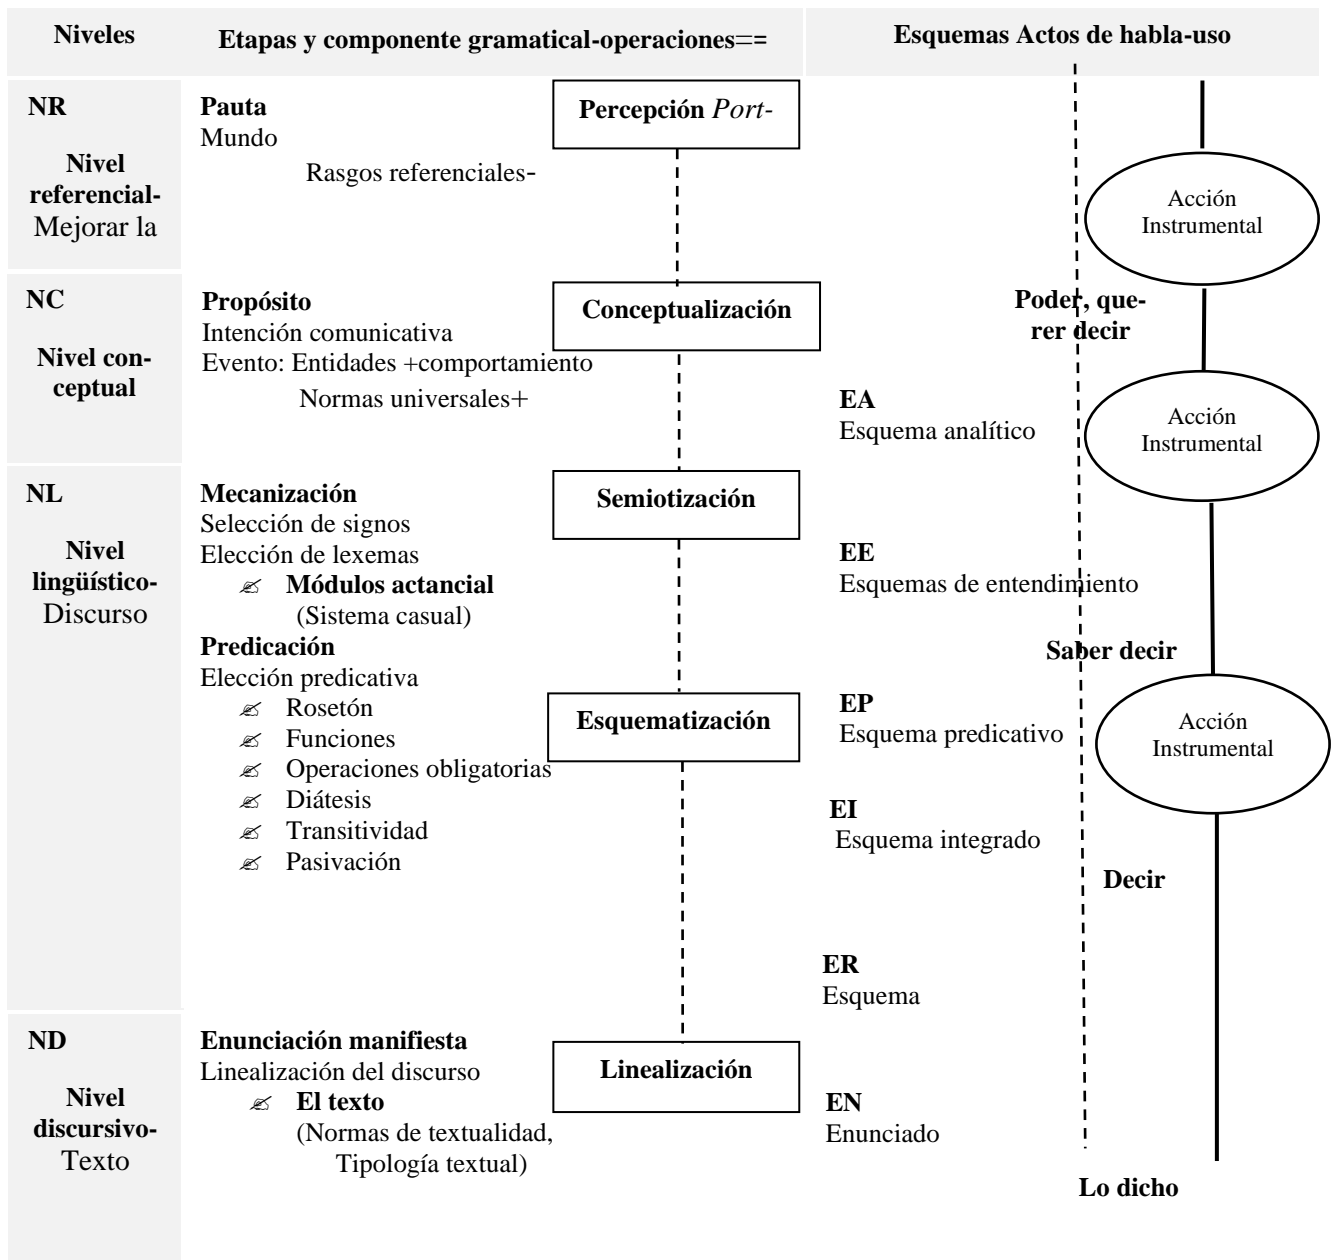 Niveles
Etapas y componente gramatical-operaciones==
Esquemas Actos de habla-uso
NR
Nivel
referencial-
Mejorar la
Pauta
Mundo
Rasgos referenciales-
Percepción Port-
Acción
Instrumental
NC
Nivel con-
ceptual
Propósito
Intención comunicativa
Evento: Entidades +comportamiento
Normas universales+
Conceptualización
Poder, que-
rer decir
EA
Esquema analítico
Acción
Instrumental
NL
Nivel
lingüístico-
Discurso
Mecanización
Selección de signos
Elección de lexemas
Módulos actancial
(Sistema casual)
Predicación
Elección predicativa
Rosetón
Funciones
Operaciones obligatorias
Diátesis
Transitividad
Pasivación
Semiotización
Esquematización
EE
Esquemas de entendimiento
Saber decir
EP
Esquema predicativo
Acción
Instrumental
EI
Esquema integrado
Decir
ER
Esquema
ND
Nivel
discursivo-
Texto
Enunciación manifiesta
Linealización del discurso
El texto
(Normas de textualidad,
Tipología textual)
Linealización
EN
Enunciado
Lo dicho